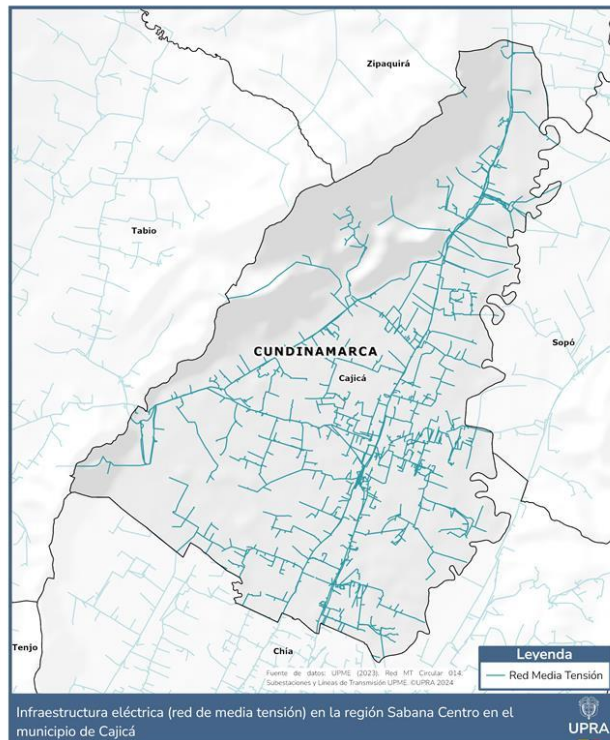 Zipaquirá
Tabio
Sopó
CUNDINAMARCA
Cajicá
Tenjo
Chía
Fuente de datos: UPME (2023). Red MT Circular 014.
Subestaciones y Líneas de Transmisión UPME. ©UPRA 2024
Leyenda
Red Media Tensión
Infraestructura eléctrica (red de media tensión) en la región Sabana Centro en el
municipio de Cajicá
UPRA